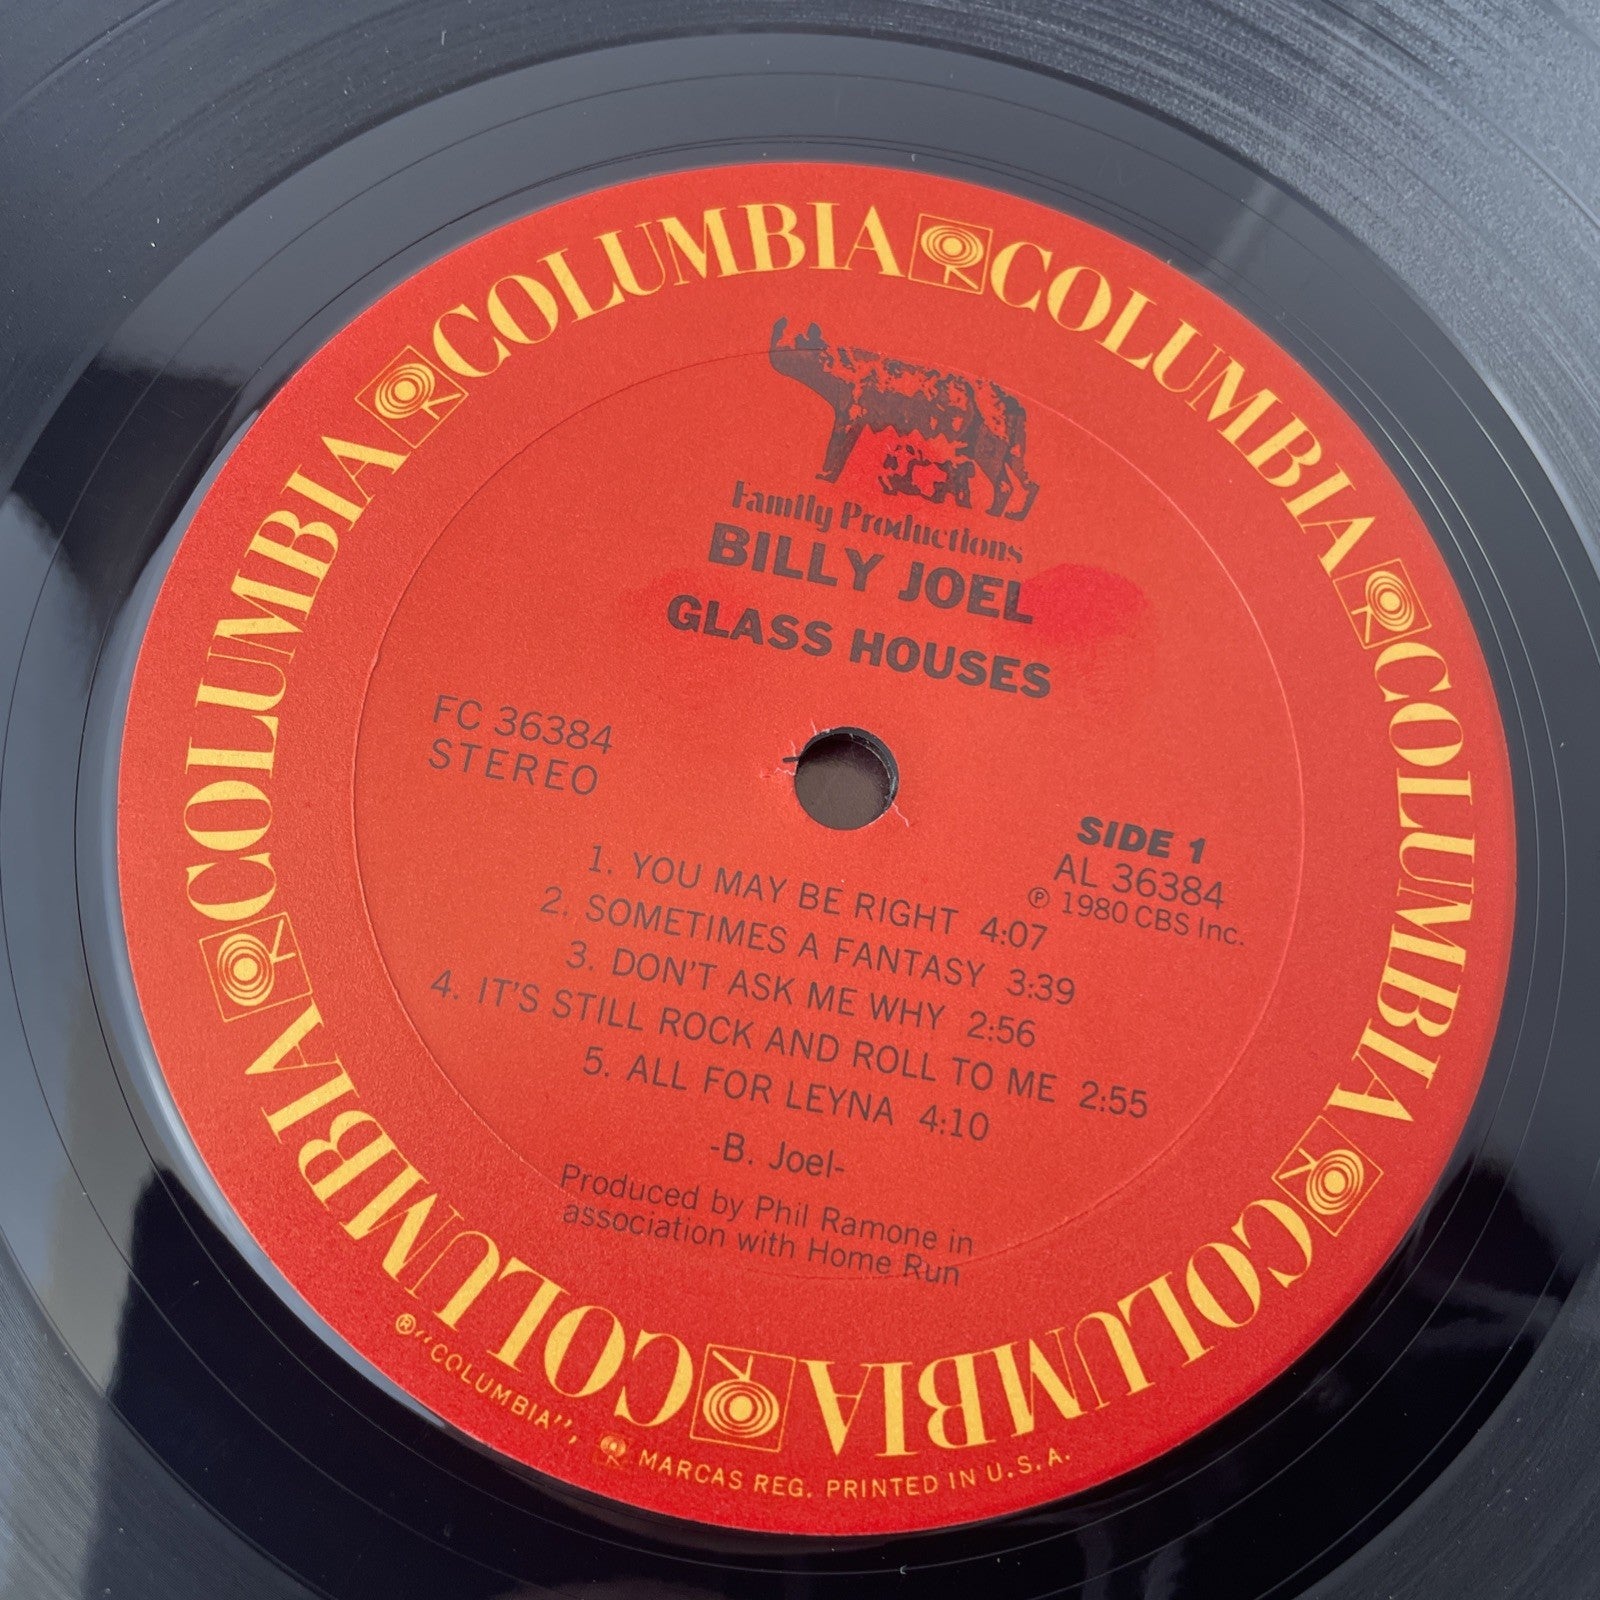 COLUMBIA COLUMBIA COLUMBIA COLUMBIA COLUMBIA COLUMBIA
Family Productions
BILLY JOEL
GLASS HOUSES
FC 36384
STEREO
SIDE 1
AL 36384
℗ 1980 CBS Inc.
1. YOU MAY BE RIGHT 4:07
2. SOMETIMES A FANTASY 3:39
3. DON'T ASK ME WHY 2:56
4. IT'S STILL ROCK AND ROLL TO ME 2:55
5. ALL FOR LEYNA 4:10
-B. Joel-
Produced by Phil Ramone in
association with Home Run
® "COLUMBIA", MARCAS REG. PRINTED IN U.S.A.